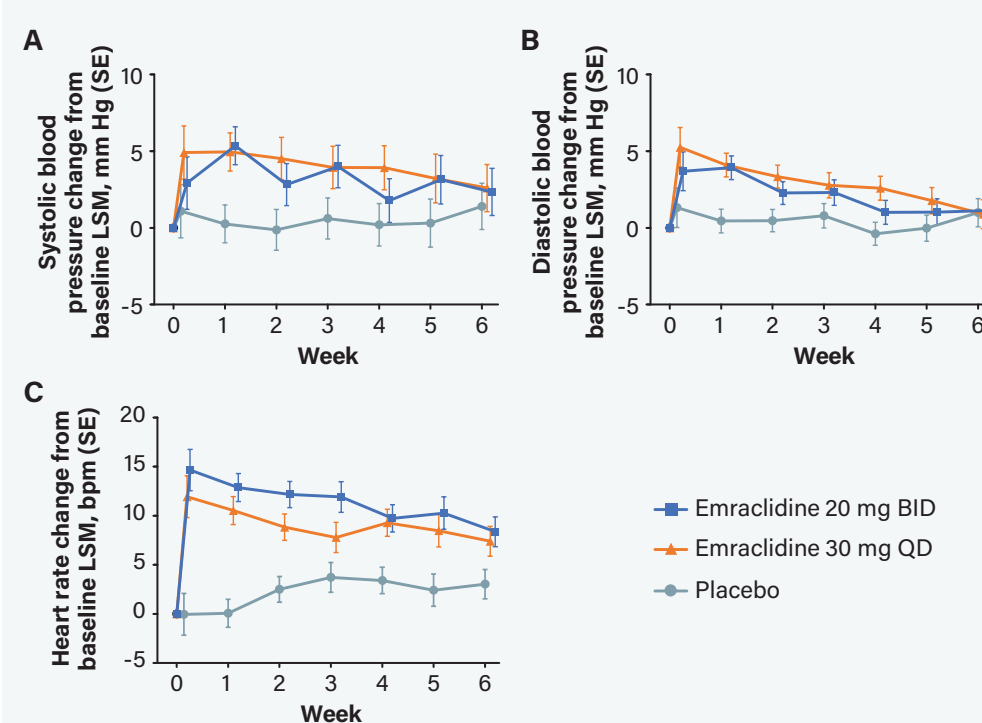 A
Systolic blood
pressure change from
baseline LSM, mm Hg (SE)
10
5
0
-5
0 1 2 3 4 5 6
Week
B
Diastolic blood
pressure change from
baseline LSM, mm Hg (SE)
10
5
0
-5
0 1 2 3 4 5 6
Week
C
Heart rate change from
baseline LSM, bpm (SE)
20
15
10
5
0
-5
0 1 2 3 4 5 6
Week
Emraclidine 20 mg BID
Emraclidine 30 mg QD
Placebo